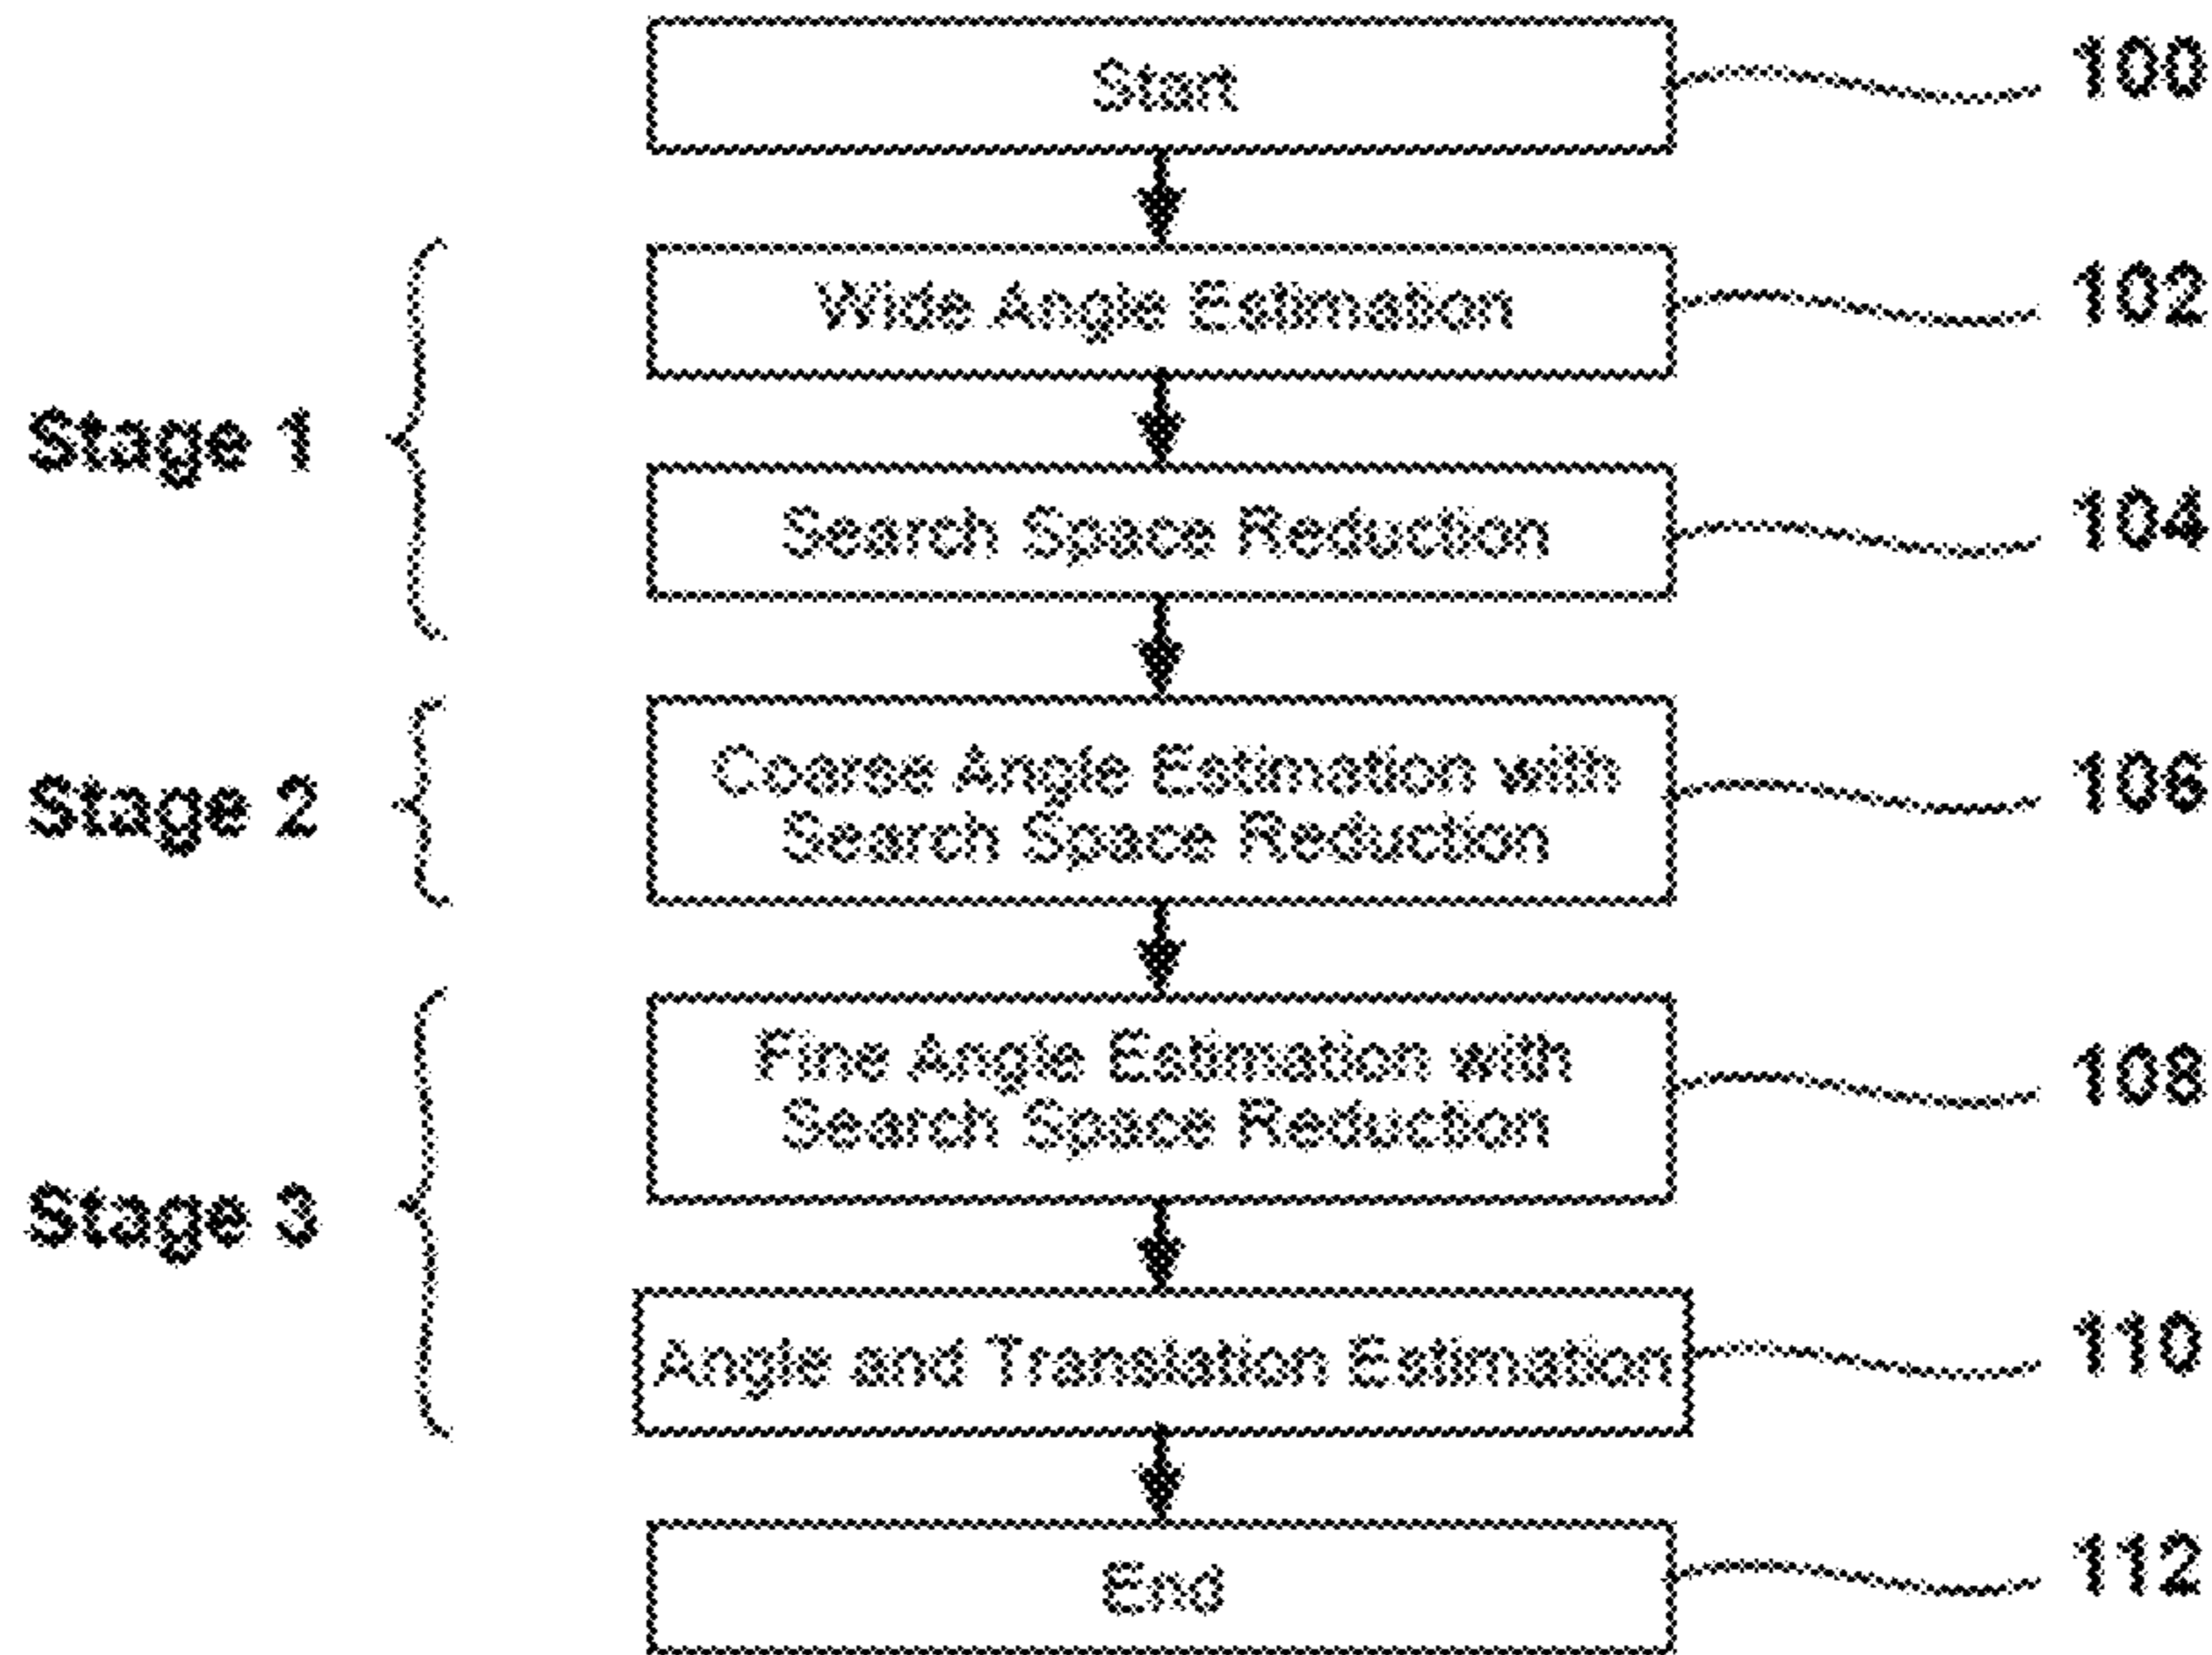 Start
100
Wide Angle Estimation
102
Stage 1
Search Space Reduction
104
Coarse Angle Estimation with
Search Space Reduction
106
Stage 2
Fine Angle Estimation with
Search Space Reduction
108
Stage 3
Angle and Translation Estimation
110
End
112